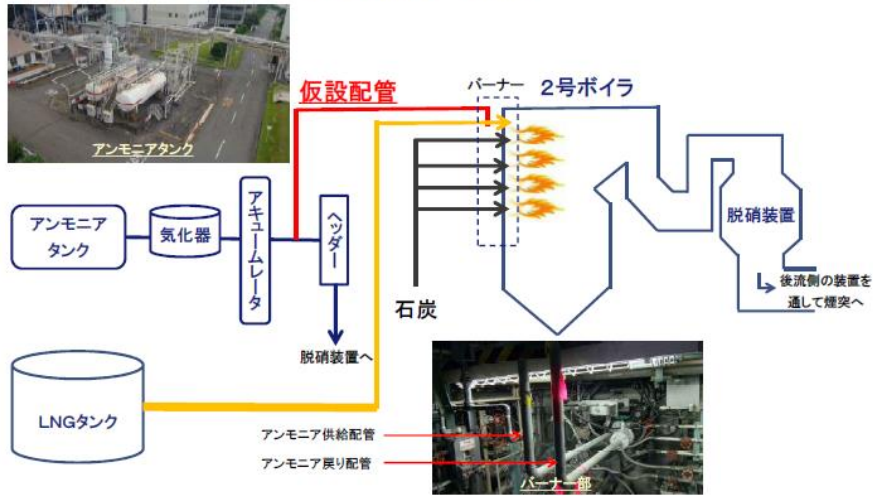 アンモニアタンク
仮設配管
バーナー
2号ボイラ
アンモニア
タンク
気化器
アキュームレータ
ヘッダー
脱硝装置へ
石炭
脱硝装置
後流側の装置を
通して煙突へ
LNGタンク
アンモニア供給配管
アンモニア戻り配管
バーナー部